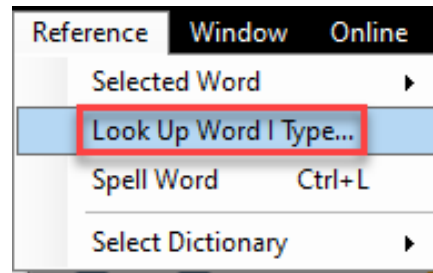 Reference Window Online
Selected Word
Look Up Word I Type...
Spell Word Ctrl+L
Select Dictionary